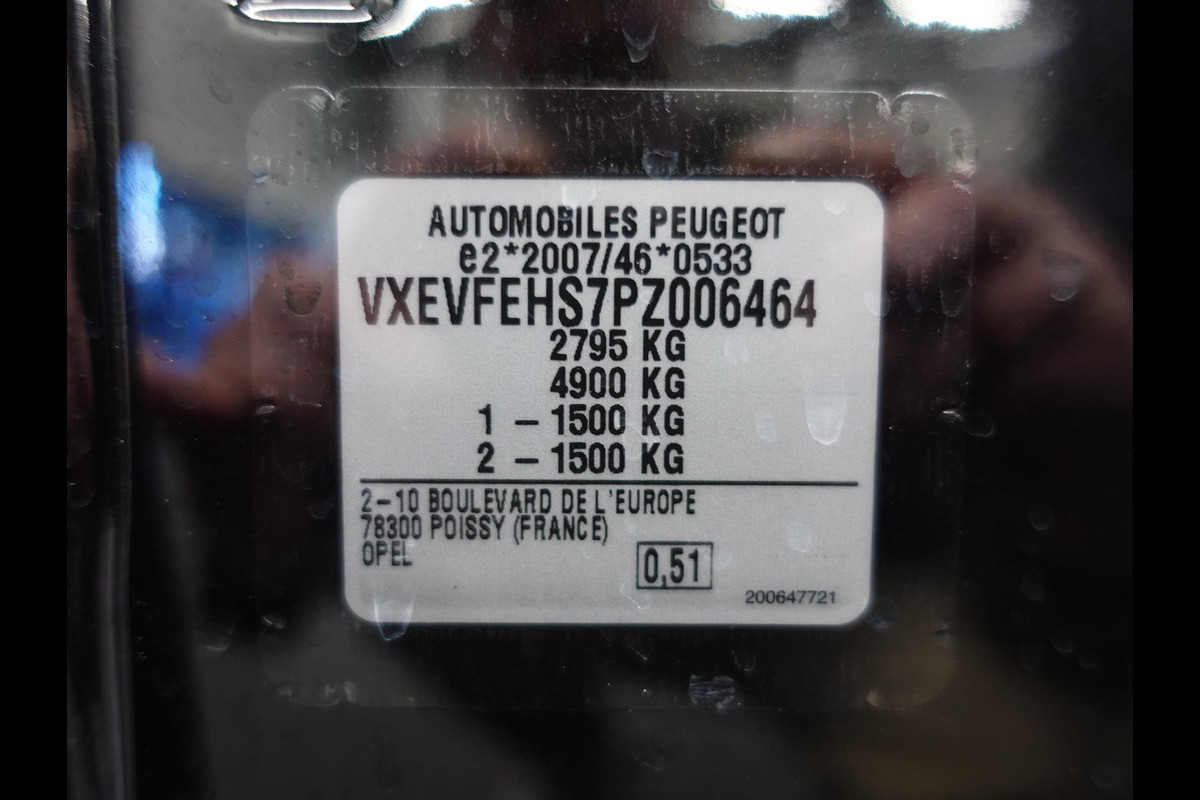 AUTOMOBILES PEUGEOT
e2*2007/46*0533
VXEVFEHS7PZ006464
2795 KG
4900 KG
1 – 1500 KG
2 – 1500 KG
2–10 BOULEVARD DE L'EUROPE
78300 POISSY (FRANCE)
OPEL
0,51
200647721